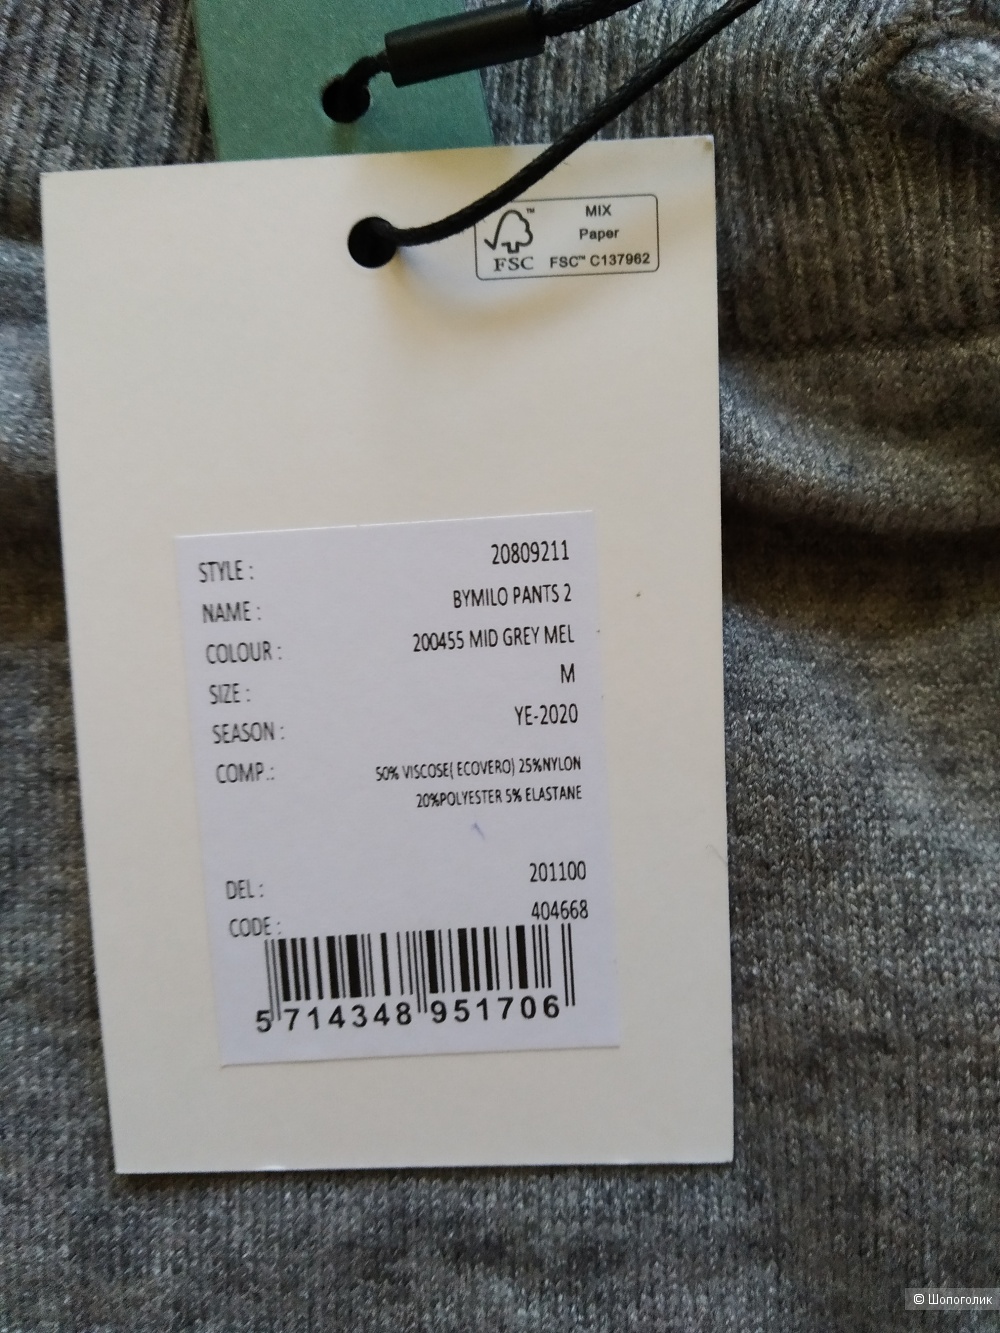 MIX
Paper
FSC™ C137962
FSC
STYLE : 20809211
NAME : BYMILO PANTS 2
COLOUR : 200455 MID GREY MEL
SIZE : M
SEASON : YE-2020
COMP.: 50% VISCOSE( ECOVERO) 25%NYLON
20%POLYESTER 5% ELASTANE
DEL : 201100
CODE : 404668
5 714348 951706
© Шопоголик